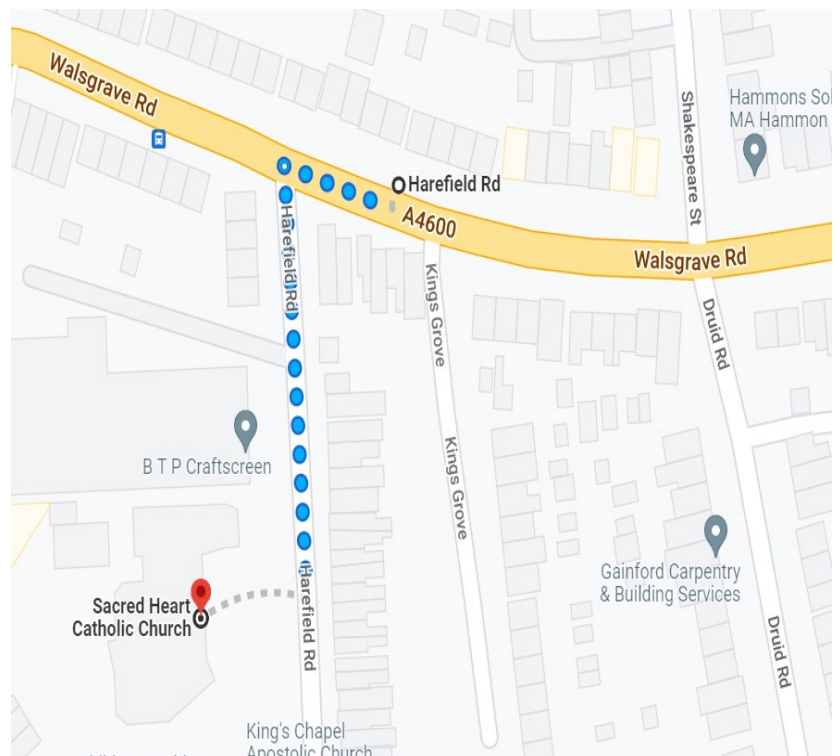 Walsgrave Rd
Shakespeare St
Hammons Sol
MA Hammon
Harefield Rd
A4600
Walsgrave Rd
Harefield Rd
Kings Grove
Druid Rd
B T P Craftscreen
Kings Grove
Gainford Carpentry
& Building Services
Sacred Heart
Catholic Church
Harefield Rd
Druid Rd
King's Chapel
Apostolic Church